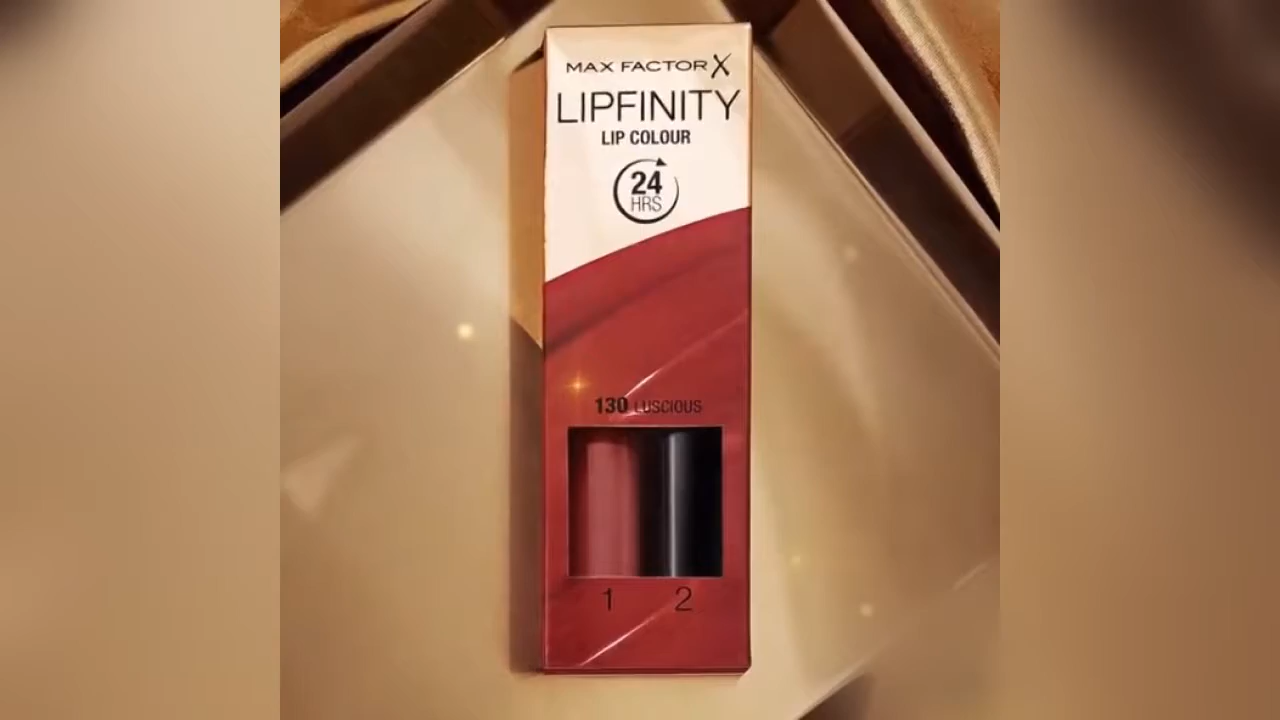 MAX FACTOR X
LIPFINITY
LIP COLOUR
24
HRS
130 LUSCIOUS
1 2